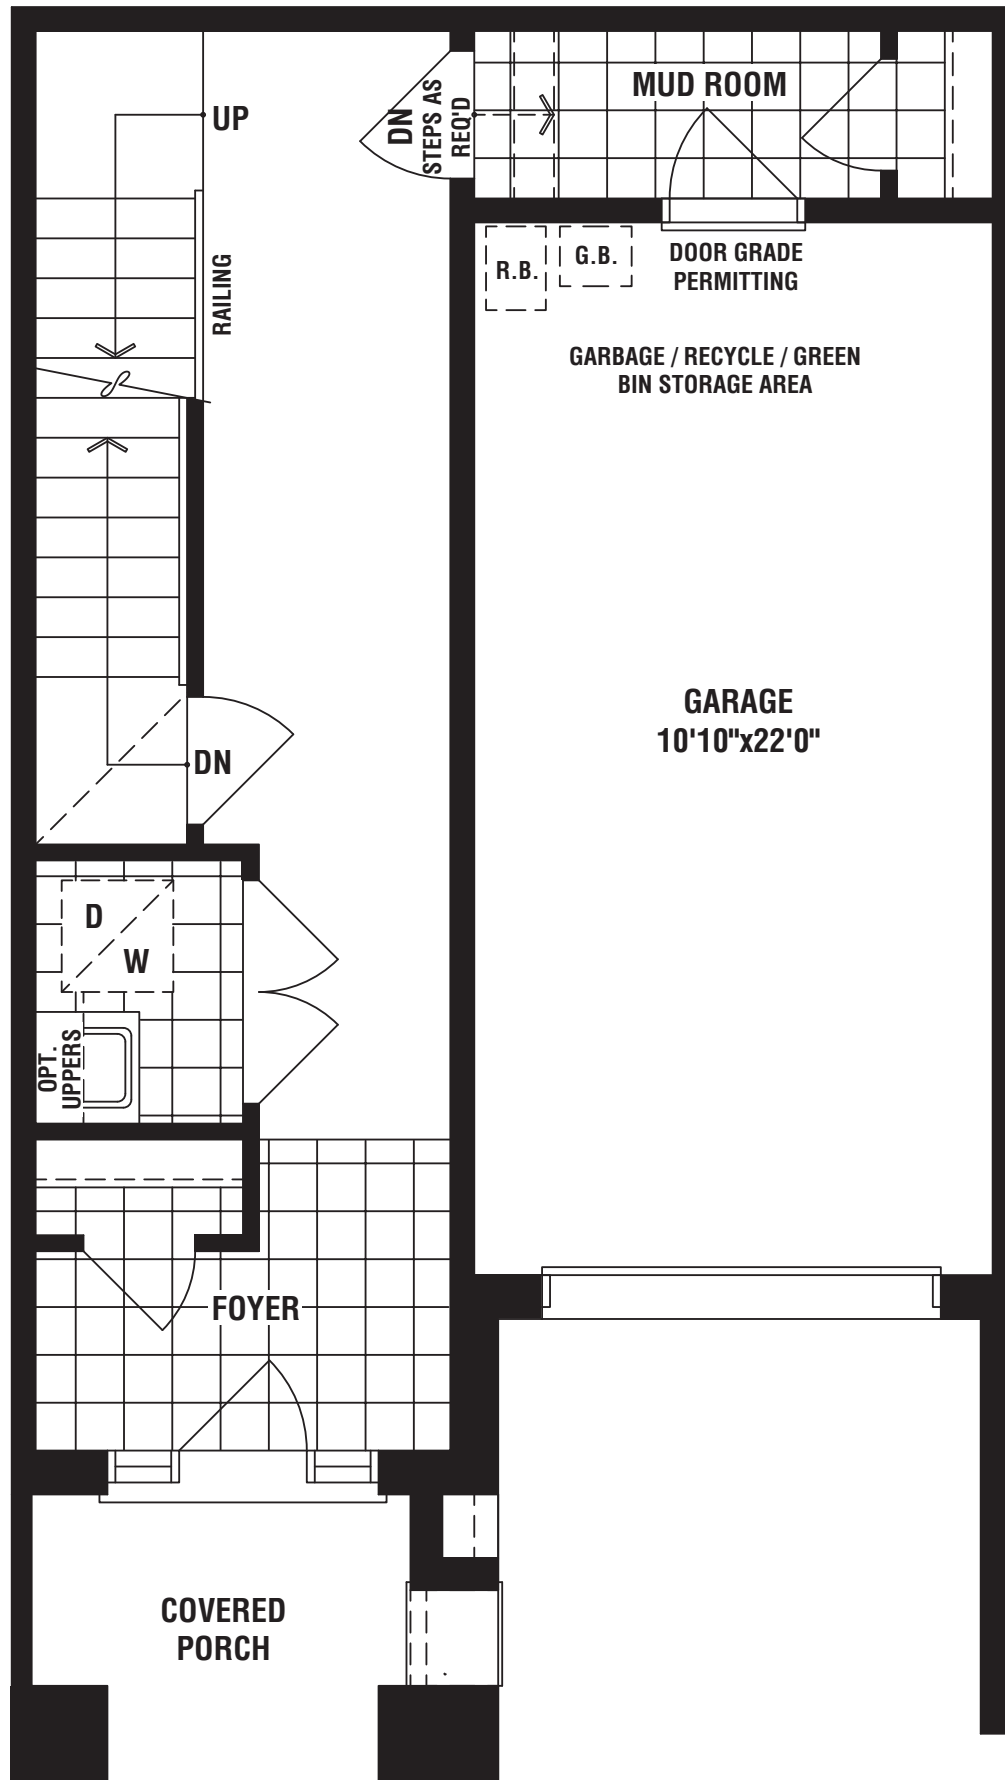 UP
DN
STEPS AS
REQ'D
MUD ROOM
RAILING
R.B.
G.B.
DOOR GRADE
PERMITTING
GARBAGE / RECYCLE / GREEN
BIN STORAGE AREA
GARAGE
10'10"x22'0"
DN
D
W
OPT.
UPPERS
FOYER
COVERED
PORCH